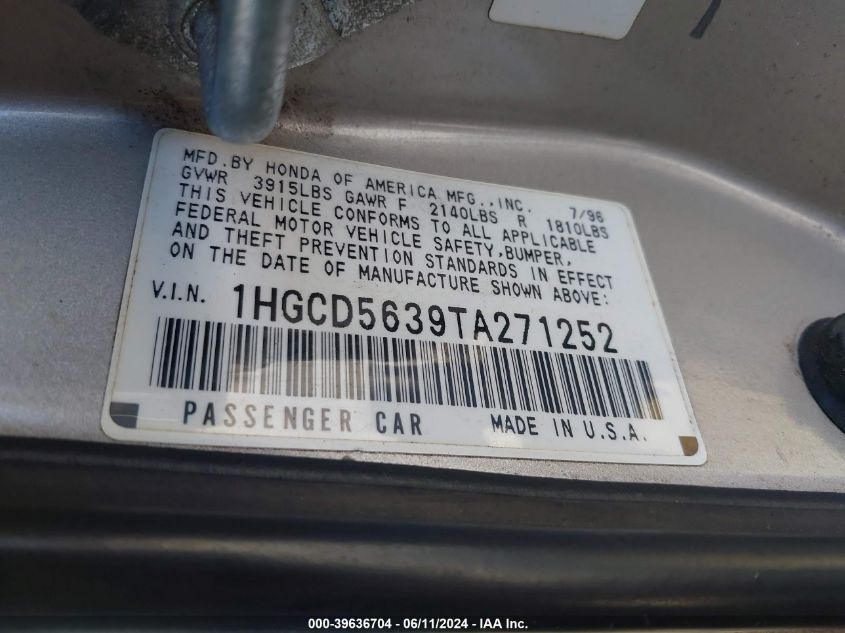 MFD.BY HONDA OF AMERICA MFG.,INC. 7/96
GVWR 3915LBS GAWR F 2140LBS R 1810LBS
THIS VEHICLE CONFORMS TO ALL APPLICABLE
FEDERAL MOTOR VEHICLE SAFETY,BUMPER,
AND THEFT PREVENTION STANDARDS IN EFFECT
ON THE DATE OF MANUFACTURE SHOWN ABOVE:
V.I.N. 1HGCD5639TA271252
PASSENGER CAR MADE IN U.S.A.
000-39636704 - 06/11/2024 - IAA Inc.